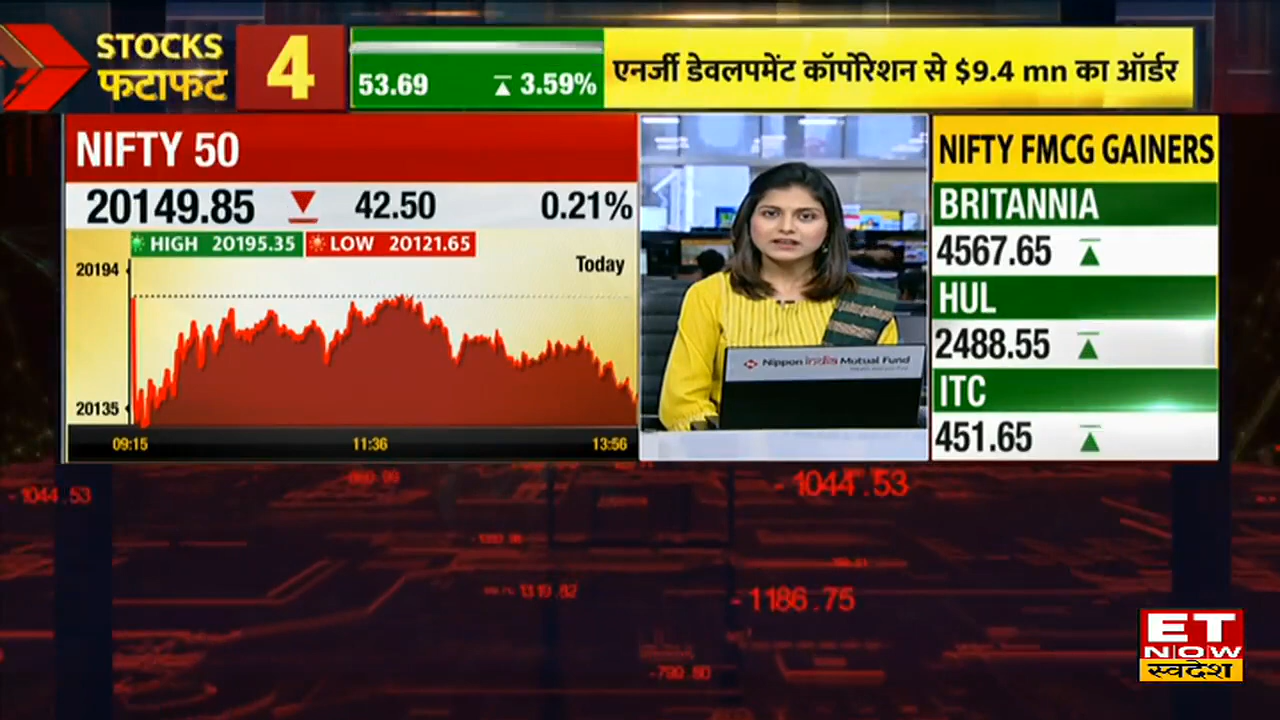 STOCKS
फटाफट
4
53.69 3.59%
एनर्जी डेवलपमेंट कॉर्पोरेशन से $9.4 mn का ऑर्डर
NIFTY 50
20149.85 42.50 0.21%
HIGH 20195.35 LOW 20121.65
Today
20194
20135
09:15 11:36 13:56
Nippon india Mutual Fund
NIFTY FMCG GAINERS
BRITANNIA
4567.65
HUL
2488.55
ITC
451.65
-1044.53
-1044.53
-1186.75
ET
NOW
स्वदेश